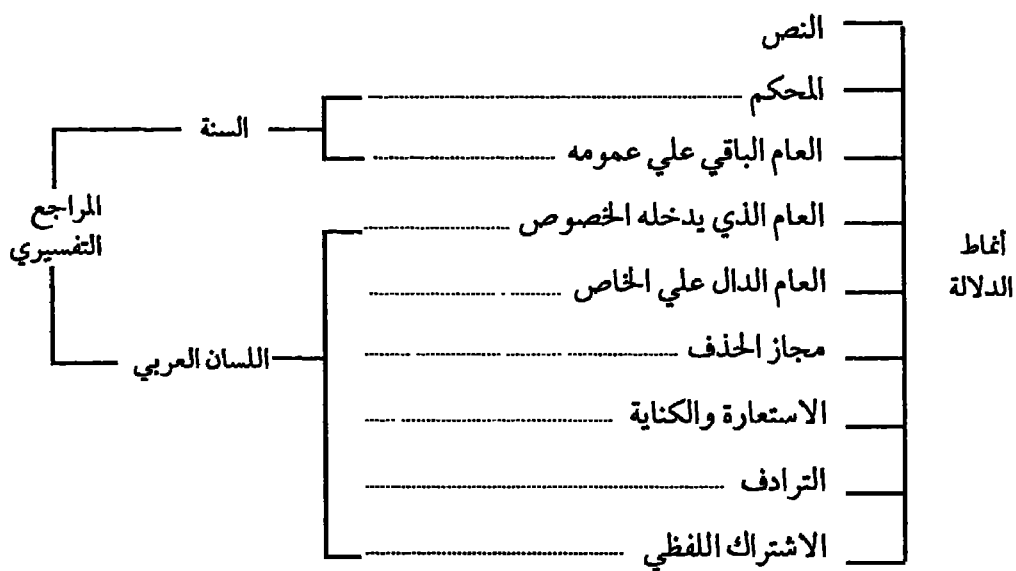 أنماط
الدلالة
النص
المحكم
العام الباقي علي عمومه
العام الذي يدخله الخصوص
العام الدال علي الخاص
مجاز الحذف
الاستعارة والكناية
الترادف
الاشتراك اللفظي
السنة
اللسان العربي
المراجع
التفسيري